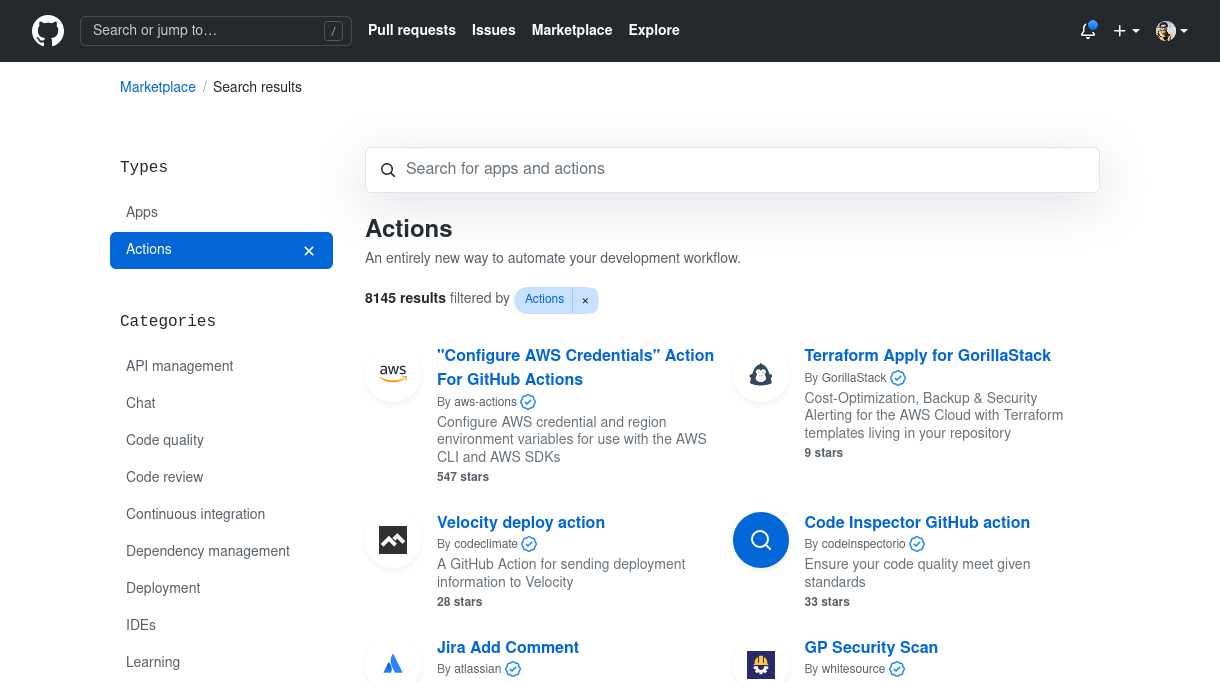 Search or jump to…
/
Pull requests
Issues
Marketplace
Explore
Marketplace / Search results
Types
Apps
Actions
Categories
API management
Chat
Code quality
Code review
Continuous integration
Dependency management
Deployment
IDEs
Learning
Search for apps and actions
Actions
An entirely new way to automate your development workflow.
8145 results filtered by Actions ×
aws
"Configure AWS Credentials" Action
For GitHub Actions
By aws-actions
Configure AWS credential and region
environment variables for use with the AWS
CLI and AWS SDKs
547 stars
Terraform Apply for GorillaStack
By GorillaStack
Cost-Optimization, Backup & Security
Alerting for the AWS Cloud with Terraform
templates living in your repository
9 stars
Velocity deploy action
By codeclimate
A GitHub Action for sending deployment
information to Velocity
28 stars
Code Inspector GitHub action
By codeinspectorio
Ensure your code quality meet given
standards
33 stars
Jira Add Comment
By atlassian
GP Security Scan
By whitesource